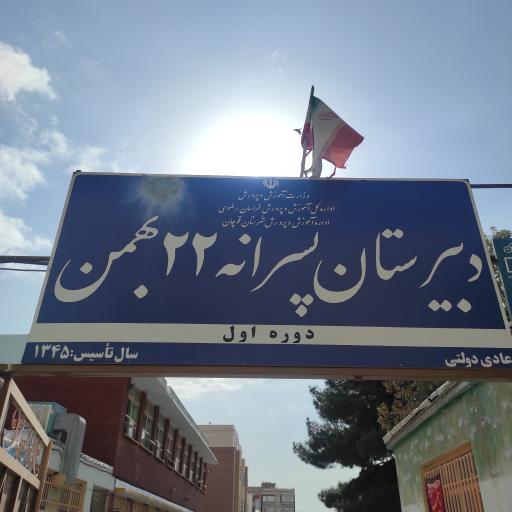 وزارت آموزش و پرورش
اداره کل آموزش و پرورش خراسان رضوی
اداره آموزش و پرورش شهرستان قوچان
دبیرستان پسرانه ۲۲ بهمن
دوره اول
عادی دولتی
سال تأسیس: ۱۳۴۵